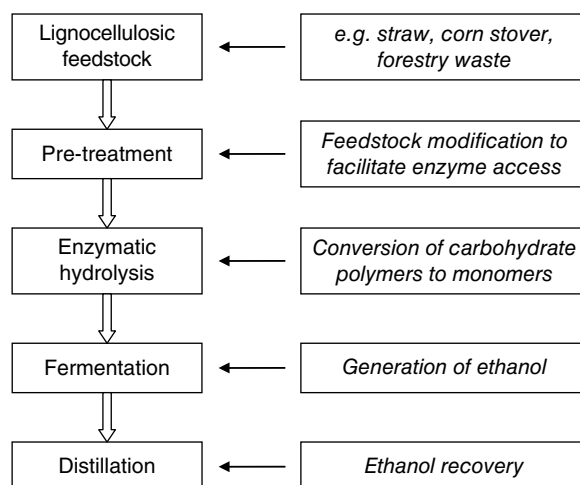 Lignocellulosic
feedstock
e.g. straw, corn stover,
forestry waste
Pre-treatment
Feedstock modification to
facilitate enzyme access
Enzymatic
hydrolysis
Conversion of carbohydrate
polymers to monomers
Fermentation
Generation of ethanol
Distillation
Ethanol recovery